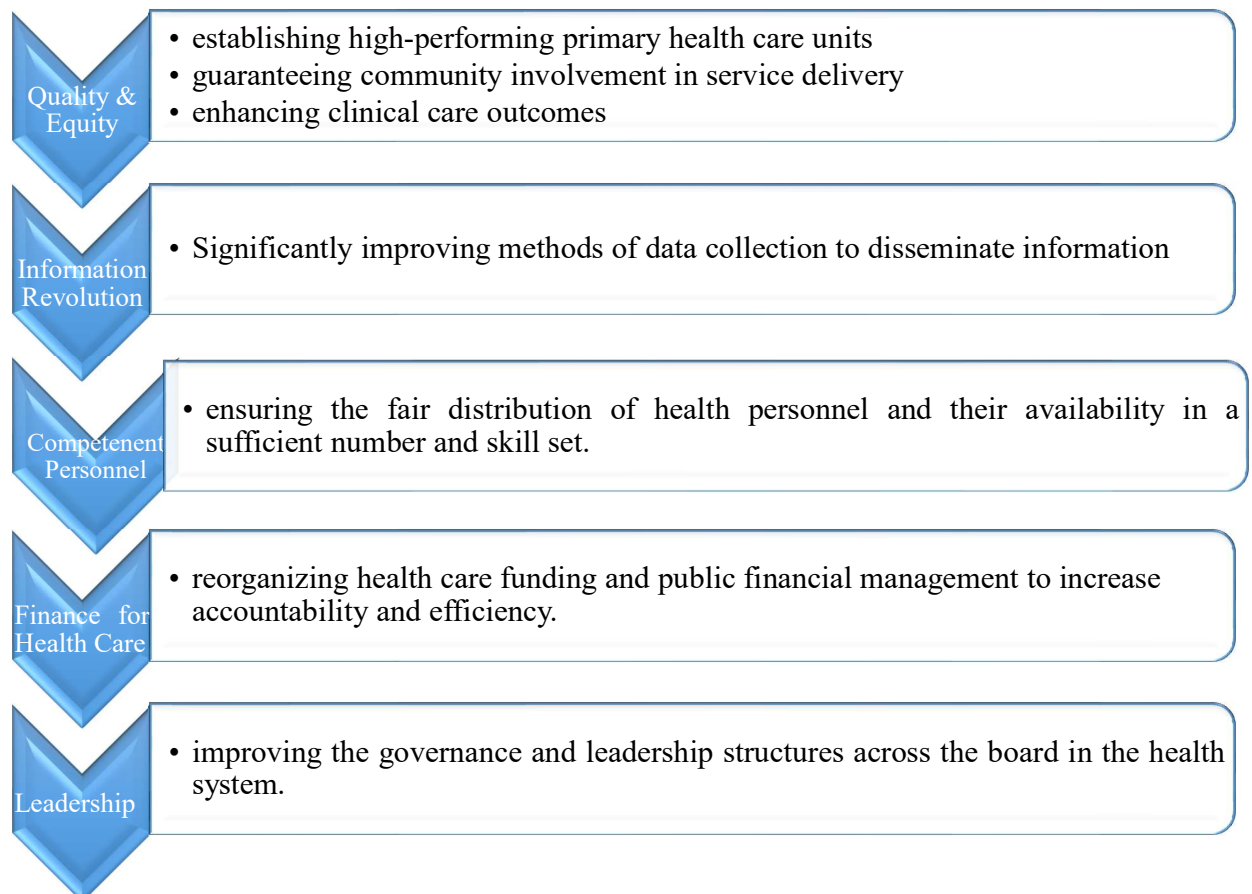 Quality &
Equity
• establishing high-performing primary health care units
• guaranteeing community involvement in service delivery
• enhancing clinical care outcomes
Information
Revolution
• Significantly improving methods of data collection to disseminate information
Competenent
Personnel
• ensuring the fair distribution of health personnel and their availability in a
sufficient number and skill set.
Finance for
Health Care
• reorganizing health care funding and public financial management to increase
accountability and efficiency.
Leadership
• improving the governance and leadership structures across the board in the health
system.